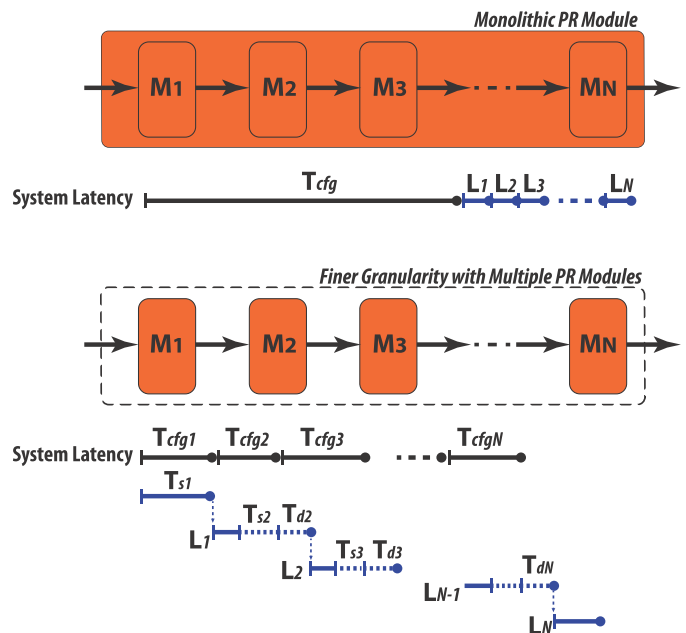 Monolithic PR Module
M1 M2 M3 MN
Tcfg
L1 L2 L3 LN
System Latency
Finer Granularity with Multiple PR Modules
M1 M2 M3 MN
Tcfg1 Tcfg2 Tcfg3 TcfgN
System Latency
Ts1
L1 Ts2 Td2
L2 Ts3 Td3
LN-1 TdN
LN